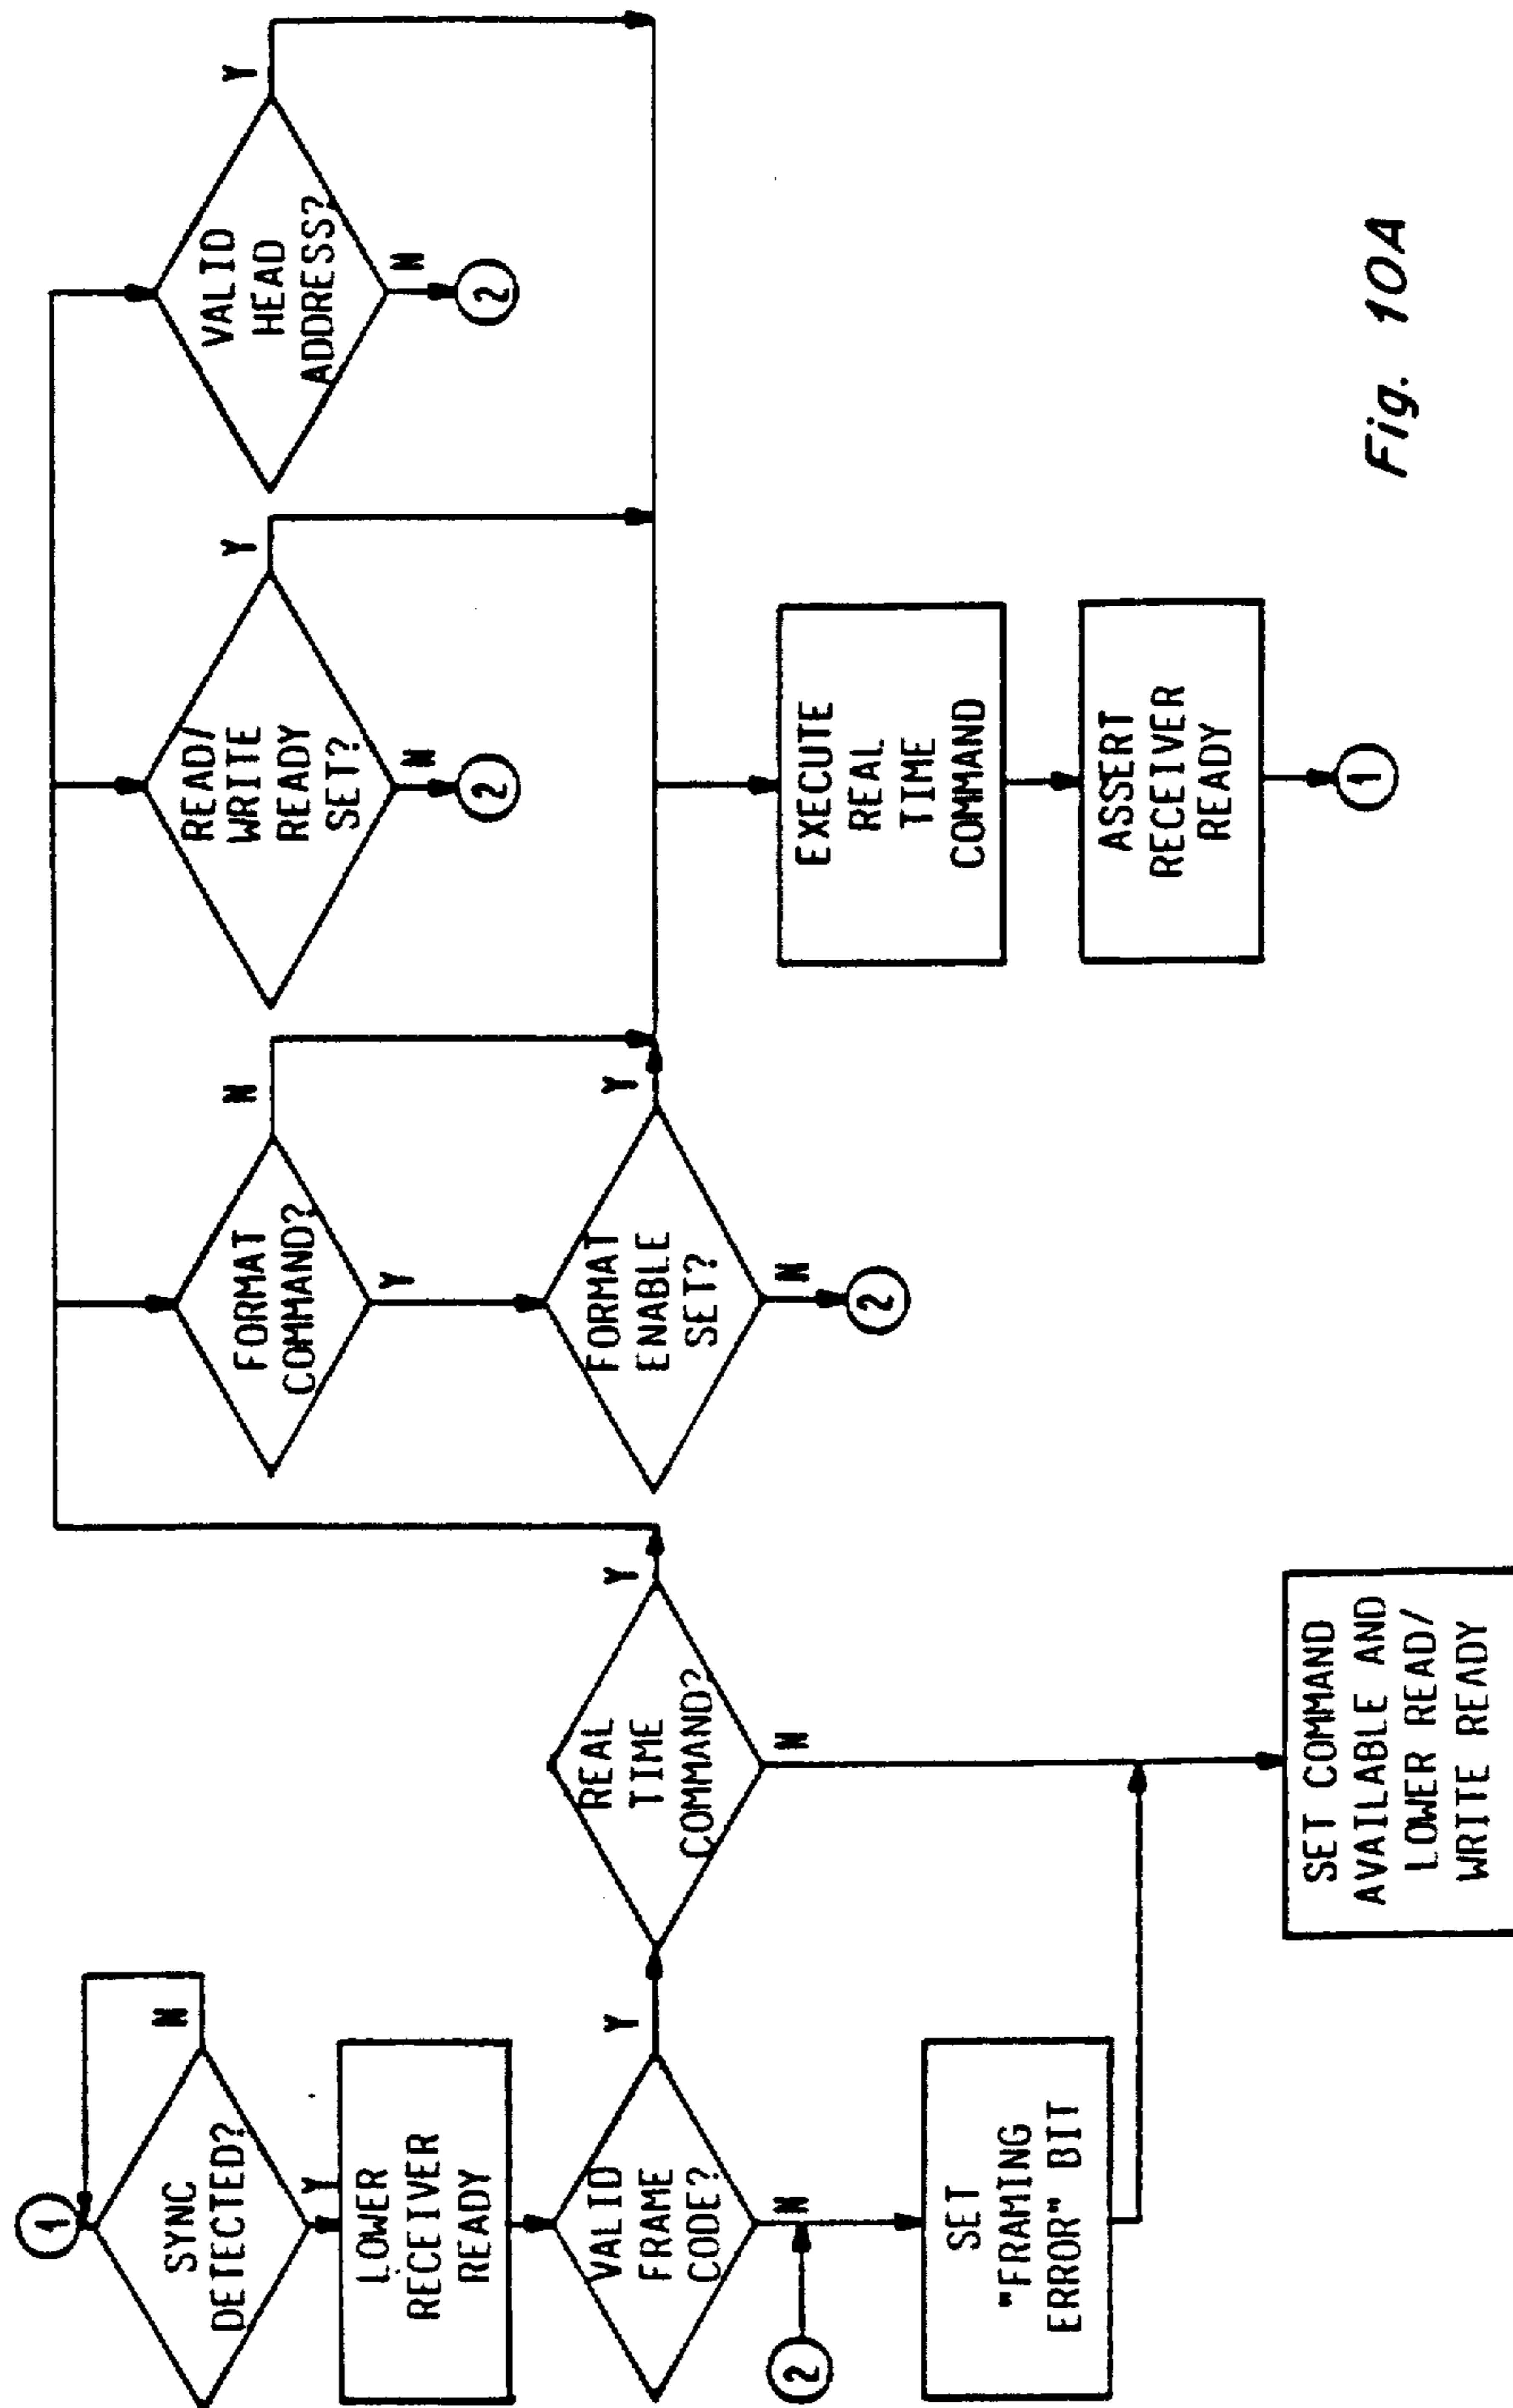 1
SYNC
DETECTED?
N
Y
LOWER
RECEIVER
READY
VALID
FRAME
CODE?
Y
N
2
SET
"FRAMING
ERROR" BIT
REAL
TIME
COMMAND?
Y
N
SET COMMAND
AVAILABLE AND
LOWER READ/
WRITE READY
FORMAT
COMMAND?
N
Y
FORMAT
ENABLE
SET?
Y
N
2
READ/
WRITE
READY
SET?
Y
N
2
VALID
HEAD
ADDRESS?
Y
N
2
EXECUTE
REAL
TIME
COMMAND
ASSERT
RECEIVER
READY
1
Fig. 10A